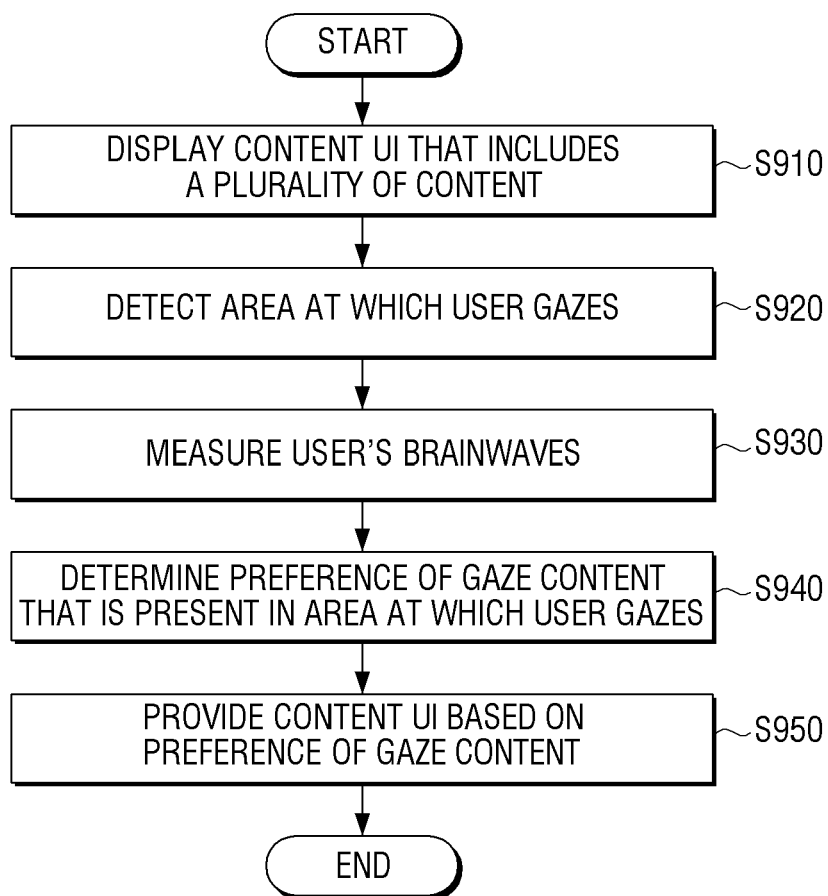 START
DISPLAY CONTENT UI THAT INCLUDES
A PLURALITY OF CONTENT
S910
DETECT AREA AT WHICH USER GAZES
S920
MEASURE USER'S BRAINWAVES
S930
DETERMINE PREFERENCE OF GAZE CONTENT
THAT IS PRESENT IN AREA AT WHICH USER GAZES
S940
PROVIDE CONTENT UI BASED ON
PREFERENCE OF GAZE CONTENT
S950
END